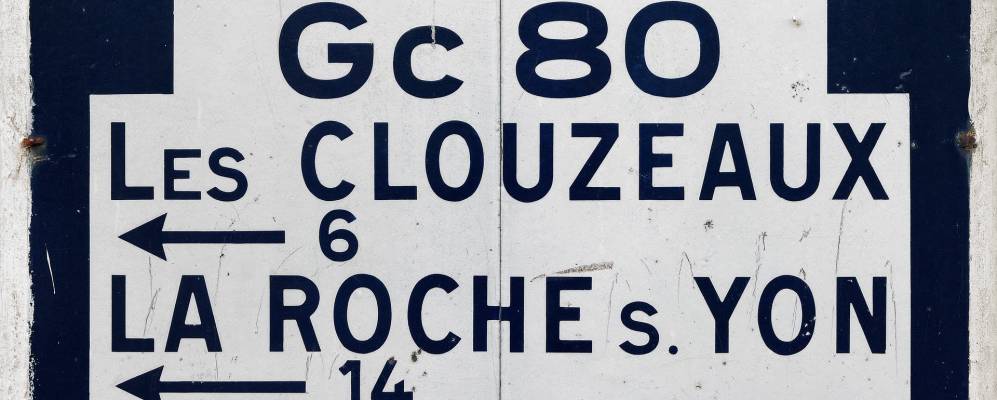 Gc 80
LES CLOUZEAUX
6
LA ROCHE S. YON
14